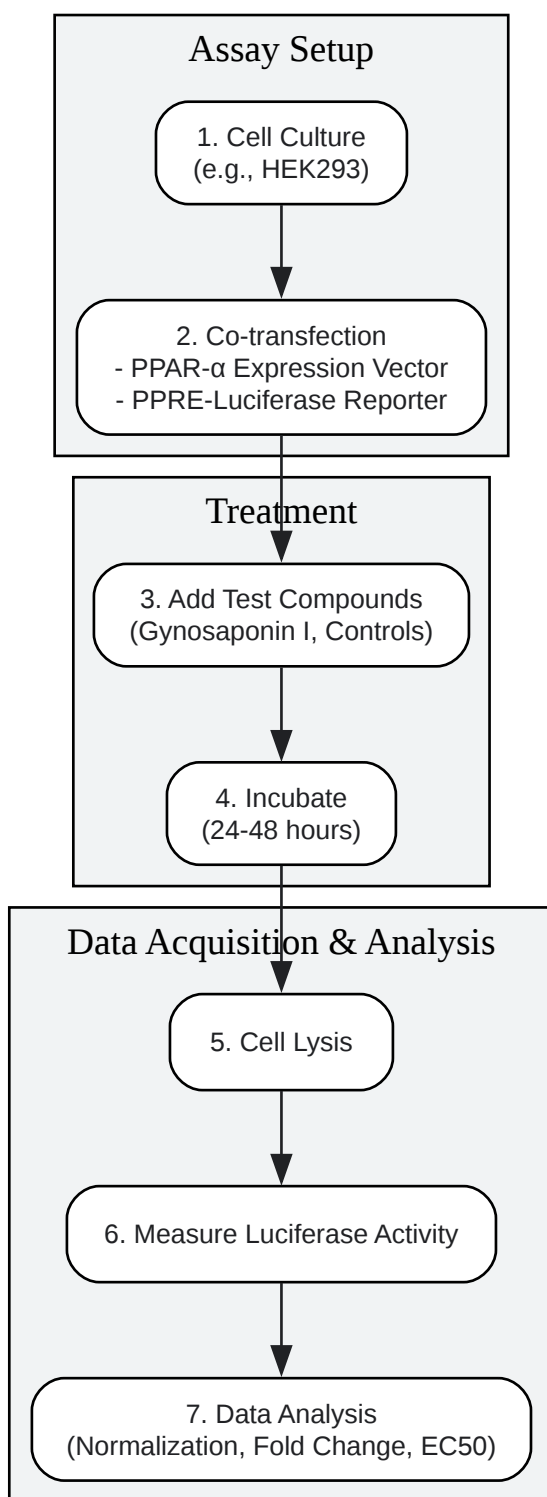 Assay Setup
1. Cell Culture
(e.g., HEK293)
2. Co-transfection
- PPAR-α Expression Vector
- PPRE-Luciferase Reporter
Treatment
3. Add Test Compounds
(Gynosaponin I, Controls)
4. Incubate
(24-48 hours)
Data Acquisition & Analysis
5. Cell Lysis
6. Measure Luciferase Activity
7. Data Analysis
(Normalization, Fold Change, EC50)